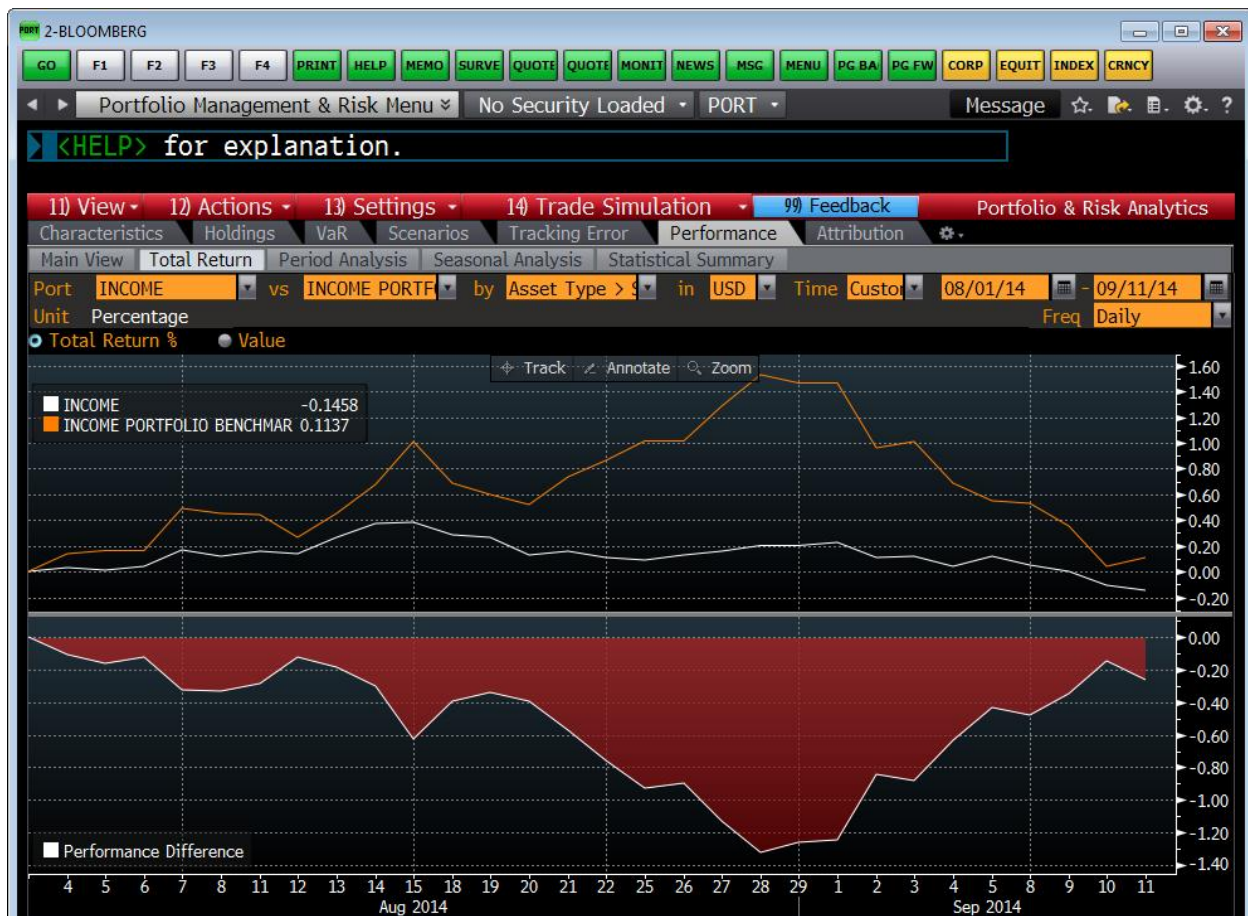 PORT 2-BLOOMBERG
GO F1 F2 F3 F4 PRINT HELP MEMO SURVE QUOTE QUOTE MONIT NEWS MSG MENU PG BA PG FW CORP EQUIT INDEX CRNCY
Portfolio Management & Risk Menu No Security Loaded PORT Message ?
<HELP> for explanation.
11) View 12) Actions 13) Settings 14) Trade Simulation 99) Feedback Portfolio & Risk Analytics
Characteristics Holdings VaR Scenarios Tracking Error Performance Attribution
Main View Total Return Period Analysis Seasonal Analysis Statistical Summary
Port INCOME vs INCOME PORTF by Asset Type > S in USD Time Custo 08/01/14 - 09/11/14
Unit Percentage Freq Daily
Total Return % Value
Track Annotate Zoom
INCOME -0.1458
INCOME PORTFOLIO BENCHMAR 0.1137
1.60
1.40
1.20
1.00
0.80
0.60
0.40
0.20
0.00
-0.20
0.00
-0.20
-0.40
-0.60
-0.80
-1.00
-1.20
-1.40
Performance Difference
4 5 6 7 8 11 12 13 14 15 18 19 20 21 22 25 26 27 28 29 1 2 3 4 5 8 9 10 11
Aug 2014 Sep 2014